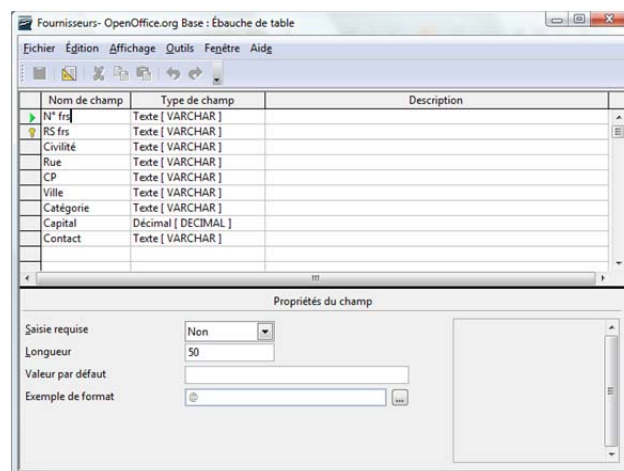 Fournisseurs- OpenOffice.org Base : Ébauche de table
Fichier Édition Affichage Outils Fenêtre Aide
Nom de champ Type de champ Description
N° frs Texte [ VARCHAR ]
RS frs Texte [ VARCHAR ]
Civilité Texte [ VARCHAR ]
Rue Texte [ VARCHAR ]
CP Texte [ VARCHAR ]
Ville Texte [ VARCHAR ]
Catégorie Texte [ VARCHAR ]
Capital Décimal [ DECIMAL ]
Contact Texte [ VARCHAR ]
Propriétés du champ
Saisie requise Non
Longueur 50
Valeur par défaut
Exemple de format @ ...